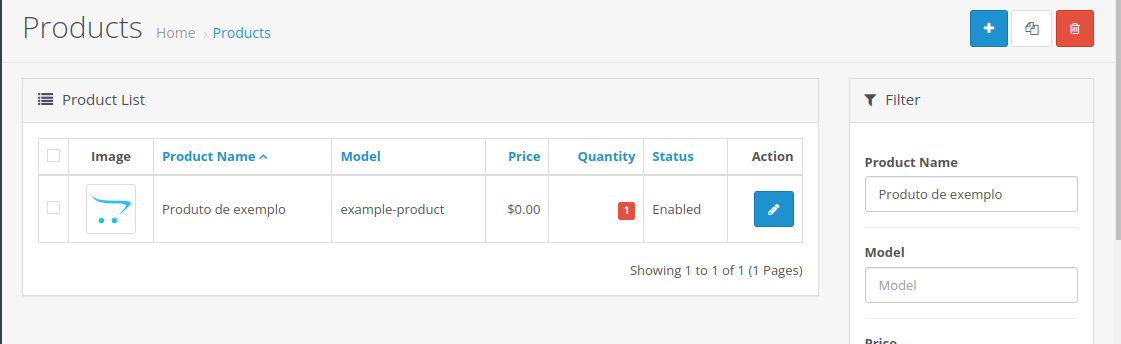 Products Home › Products
Product List
Image Product Name Model Price Quantity Status Action
Produto de exemplo example-product $0.00 1 Enabled
Showing 1 to 1 of 1 (1 Pages)
Filter
Product Name
Produto de exemplo
Model
Model
Price